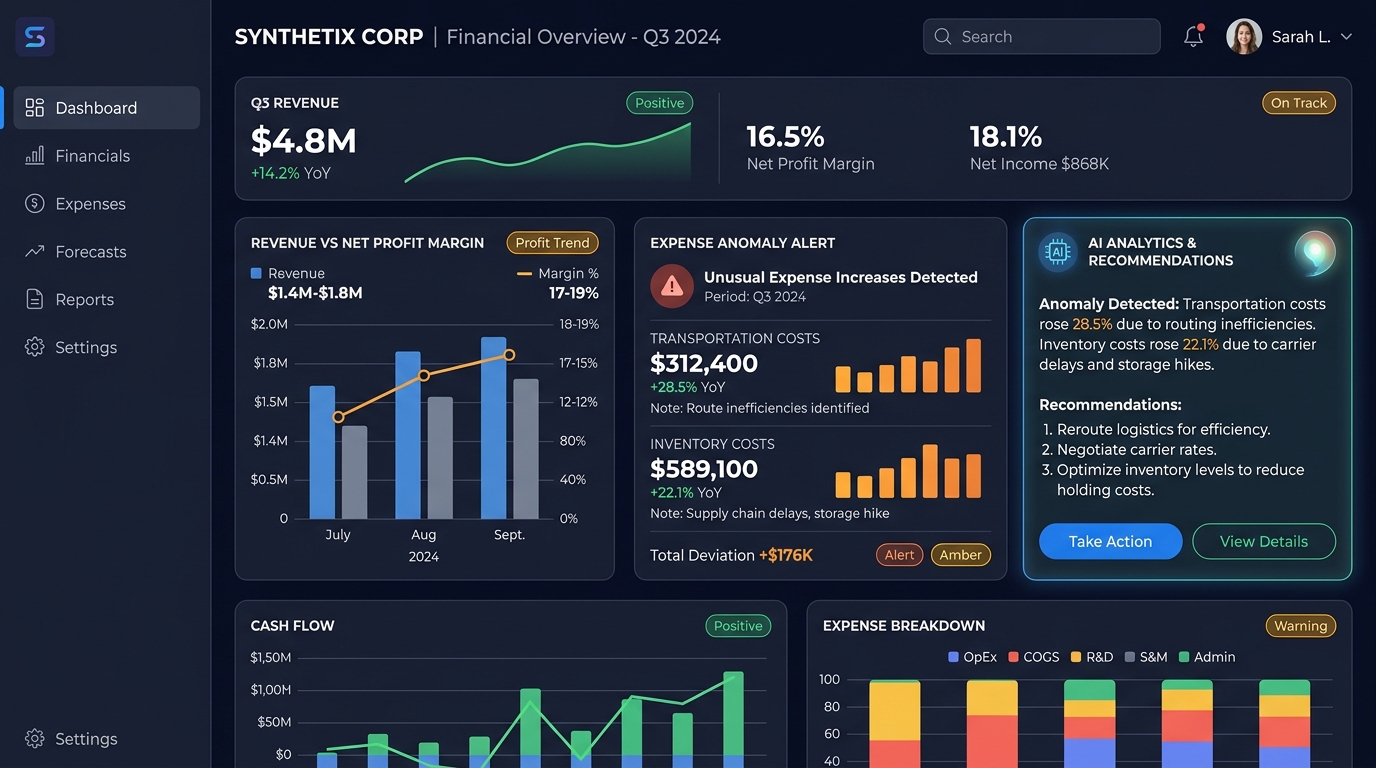 SYNTHETIX CORP | Financial Overview - Q3 2024
Search
Sarah L.
Dashboard
Financials
Expenses
Forecasts
Reports
Settings
Settings
Q3 REVENUE
Positive
$4.8M
+14.2% YoY
16.5%
Net Profit Margin
18.1%
Net Income $868K
On Track
REVENUE VS NET PROFIT MARGIN
Profit Trend
Revenue
$1.4M-$1.8M
Margin %
17-19%
$2.0M
$1.8M
$1.5M
$1.4M
$0.5M
0
18-19%
17-15%
12-12%
80%
40%
0%
July
Aug
Sept.
2024
EXPENSE ANOMALY ALERT
Unusual Expense Increases Detected
Period: Q3 2024
TRANSPORTATION COSTS
$312,400
+28.5% YoY
Note: Route inefficiencies identified
INVENTORY COSTS
$589,100
+22.1% YoY
Note: Supply chain delays, storage hike
Total Deviation +$176K
Alert
Amber
AI
AI ANALYTICS &
RECOMMENDATIONS
Anomaly Detected: Transportation costs
rose 28.5% due to routing inefficiencies.
Inventory costs rose 22.1% due to carrier
delays and storage hikes.
Recommendations:
1. Reroute logistics for efficiency.
2. Negotiate carrier rates.
3. Optimize inventory levels to reduce
holding costs.
Take Action
View Details
CASH FLOW
Positive
$1,50M
$1,00M
$50M
$0
EXPENSE BREAKDOWN
Warning
OpEx
COGS
R&D
S&M
Admin
100
80
60
40